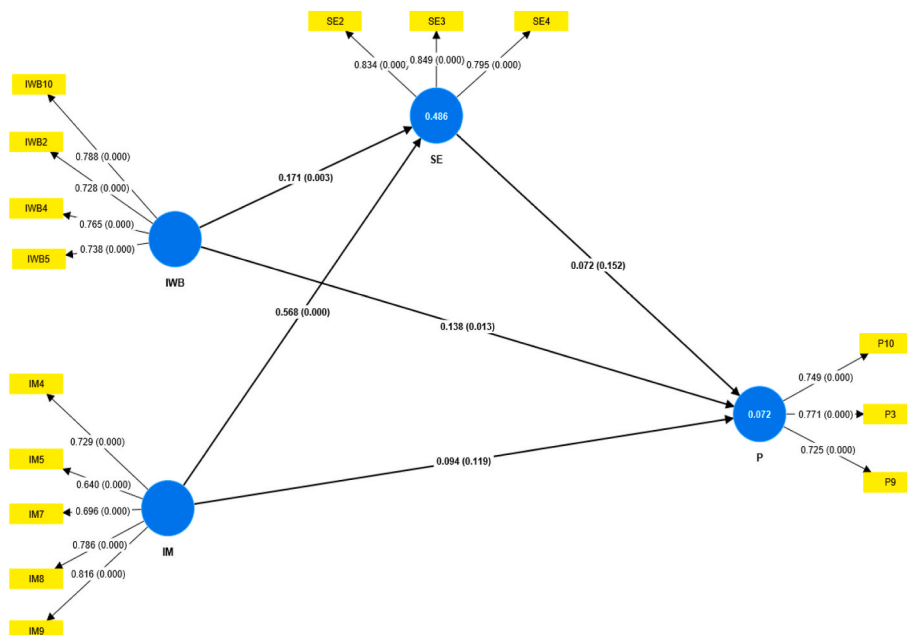 SE2
SE3
SE4
0.834 (0.000)
0.849 (0.000)
0.795 (0.000)
IWB10
IWB2
IWB4
IWB5
0.788 (0.000)
0.728 (0.000)
0.765 (0.000)
0.738 (0.000)
0.486
SE
0.171 (0.003)
IWB
0.072 (0.152)
0.568 (0.000)
0.138 (0.013)
IM4
IM5
IM7
IM8
IM9
0.729 (0.000)
0.640 (0.000)
0.696 (0.000)
0.786 (0.000)
0.816 (0.000)
IM
0.094 (0.119)
0.072
P
P10
P3
P9
0.749 (0.000)
0.771 (0.000)
0.725 (0.000)